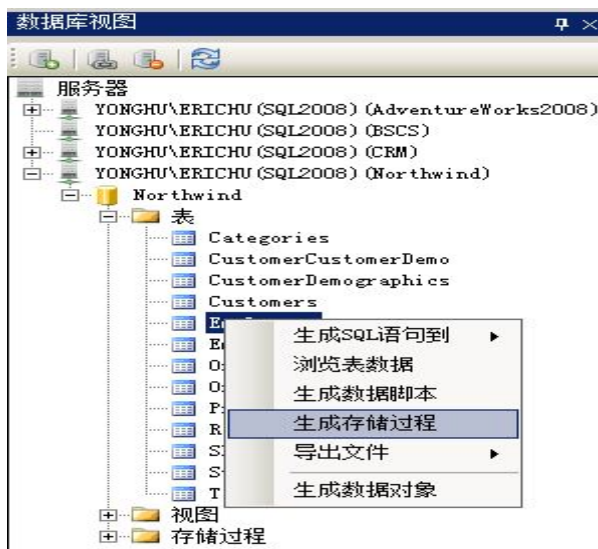 数据库视图
服务器
YONGHU\ERICHU(SQL2008)(AdventureWorks2008)
YONGHU\ERICHU(SQL2008)(BSCS)
YONGHU\ERICHU(SQL2008)(CRM)
YONGHU\ERICHU(SQL2008)(Northwind)
Northwind
表
Categories
CustomerCustomerDemo
CustomerDemographics
Customers
生成SQL语句到
浏览表数据
生成数据脚本
生成存储过程
导出文件
生成数据对象
视图
存储过程